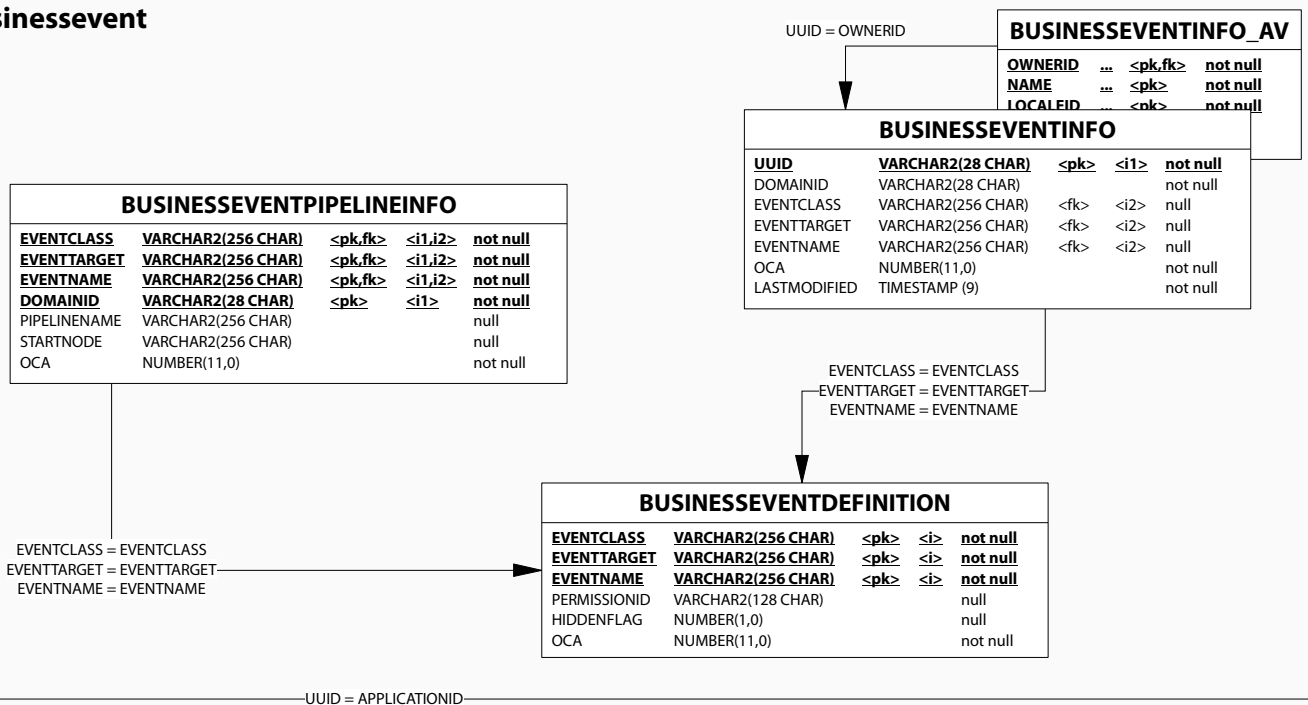 sinessevent
UUID = OWNERID
BUSINESSEVENTINFO_AV
OWNERID ... <pk,fk> not null
NAME ... <pk> not null
LOCALEID ... <pk> not null
BUSINESSEVENTINFO
UUID VARCHAR2(28 CHAR) <pk> <i1> not null
DOMAINID VARCHAR2(28 CHAR) not null
EVENTCLASS VARCHAR2(256 CHAR) <fk> <i2> null
EVENTTARGET VARCHAR2(256 CHAR) <fk> <i2> null
EVENTNAME VARCHAR2(256 CHAR) <fk> <i2> null
OCA NUMBER(11,0) not null
LASTMODIFIED TIMESTAMP (9) not null
BUSINESSEVENTPIPELINEINFO
EVENTCLASS VARCHAR2(256 CHAR) <pk,fk> <i1,i2> not null
EVENTTARGET VARCHAR2(256 CHAR) <pk,fk> <i1,i2> not null
EVENTNAME VARCHAR2(256 CHAR) <pk,fk> <i1,i2> not null
DOMAINID VARCHAR2(28 CHAR) <pk> <i1> not null
PIPELINENAME VARCHAR2(256 CHAR) null
STARTNODE VARCHAR2(256 CHAR) null
OCA NUMBER(11,0) not null
EVENTCLASS = EVENTCLASS
EVENTTARGET = EVENTTARGET
EVENTNAME = EVENTNAME
BUSINESSEVENTDEFINITION
EVENTCLASS VARCHAR2(256 CHAR) <pk> <i> not null
EVENTTARGET VARCHAR2(256 CHAR) <pk> <i> not null
EVENTNAME VARCHAR2(256 CHAR) <pk> <i> not null
PERMISSIONID VARCHAR2(128 CHAR) null
HIDDENFLAG NUMBER(1,0) null
OCA NUMBER(11,0) not null
EVENTCLASS = EVENTCLASS
EVENTTARGET = EVENTTARGET
EVENTNAME = EVENTNAME
UUID = APPLICATIONID